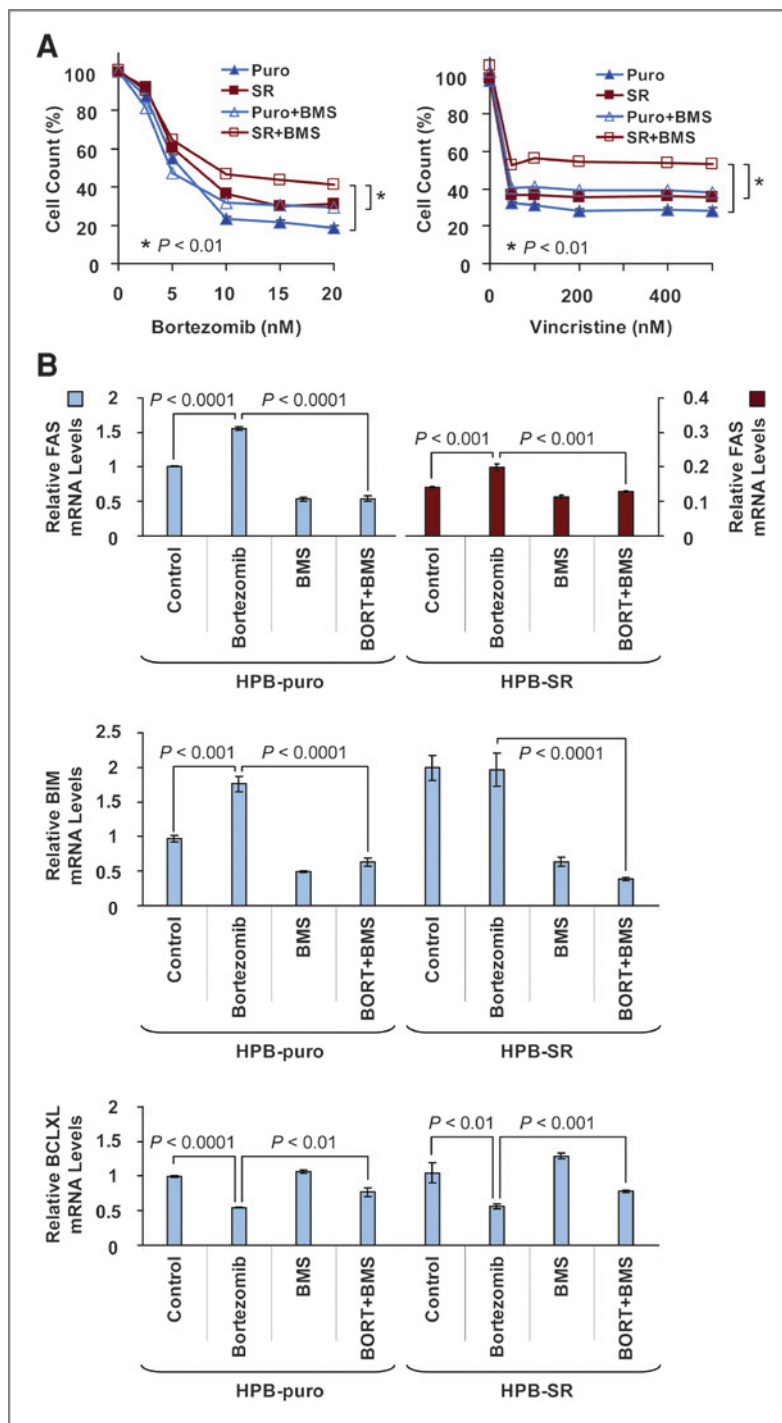 A
Cell Count (%)
100
80
60
40
20
0
Puro
SR
Puro+BMS
SR+BMS
*
* P < 0.01
0 5 10 15 20
Bortezomib (nM)
Cell Count (%)
100
80
60
40
20
0
Puro
SR
Puro+BMS
SR+BMS
*
* P < 0.01
0 200 400
Vincristine (nM)
B
Relative FAS
mRNA Levels
2
1.5
1
0.5
0
P < 0.0001
P < 0.0001
P < 0.001
P < 0.001
0.4
0.3
0.2
0.1
0
Relative FAS
mRNA Levels
Control
Bortezomib
BMS
BORT+BMS
Control
Bortezomib
BMS
BORT+BMS
HPB-puro
HPB-SR
Relative BIM
mRNA Levels
2.5
2
1.5
1
0.5
0
P < 0.001
P < 0.0001
P < 0.0001
Control
Bortezomib
BMS
BORT+BMS
Control
Bortezomib
BMS
BORT+BMS
HPB-puro
HPB-SR
Relative BCLXL
mRNA Levels
2
1.5
1
0.5
0
P < 0.0001
P < 0.01
P < 0.01
P < 0.001
Control
Bortezomib
BMS
BORT+BMS
Control
Bortezomib
BMS
BORT+BMS
HPB-puro
HPB-SR